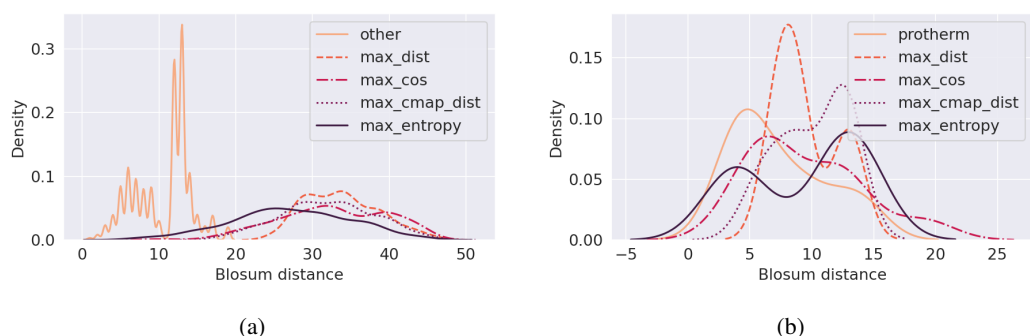 0.3
0.2
0.1
0.0
Density
0 10 20 30 40 50
Blosum distance
other
max_dist
max_cos
max_cmap_dist
max_entropy
(a)
0.15
0.10
0.05
0.00
Density
−5 0 5 10 15 20 25
Blosum distance
protherm
max_dist
max_cos
max_cmap_dist
max_entropy
(b)